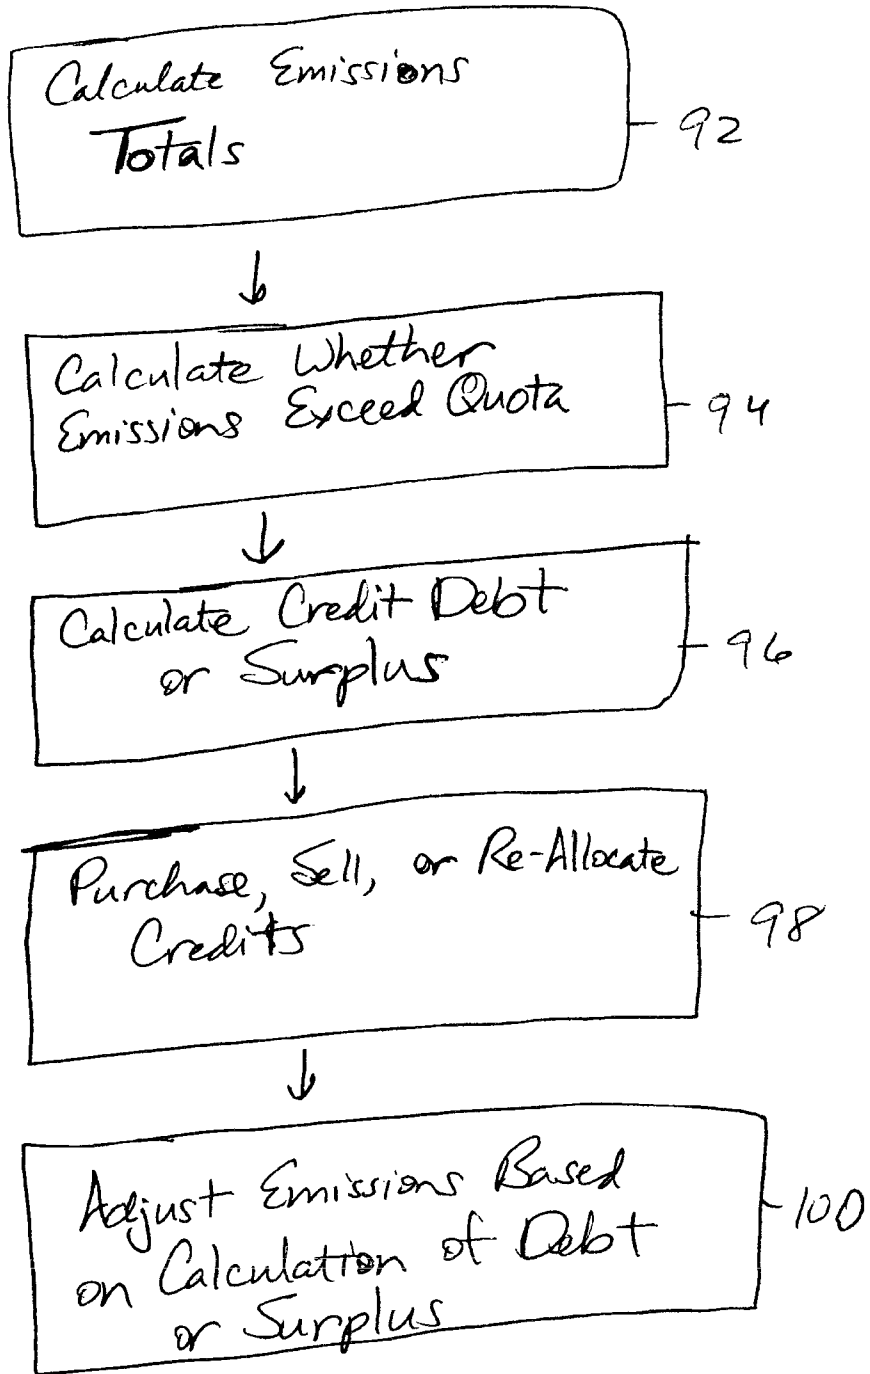 Calculate Emissions
Totals
92
Calculate Whether
Emissions Exceed Quota
94
Calculate Credit Debt
or Surplus
96
Purchase, Sell, or Re-Allocate
Credits
98
Adjust Emissions Based
on Calculation of Debt
or Surplus
100